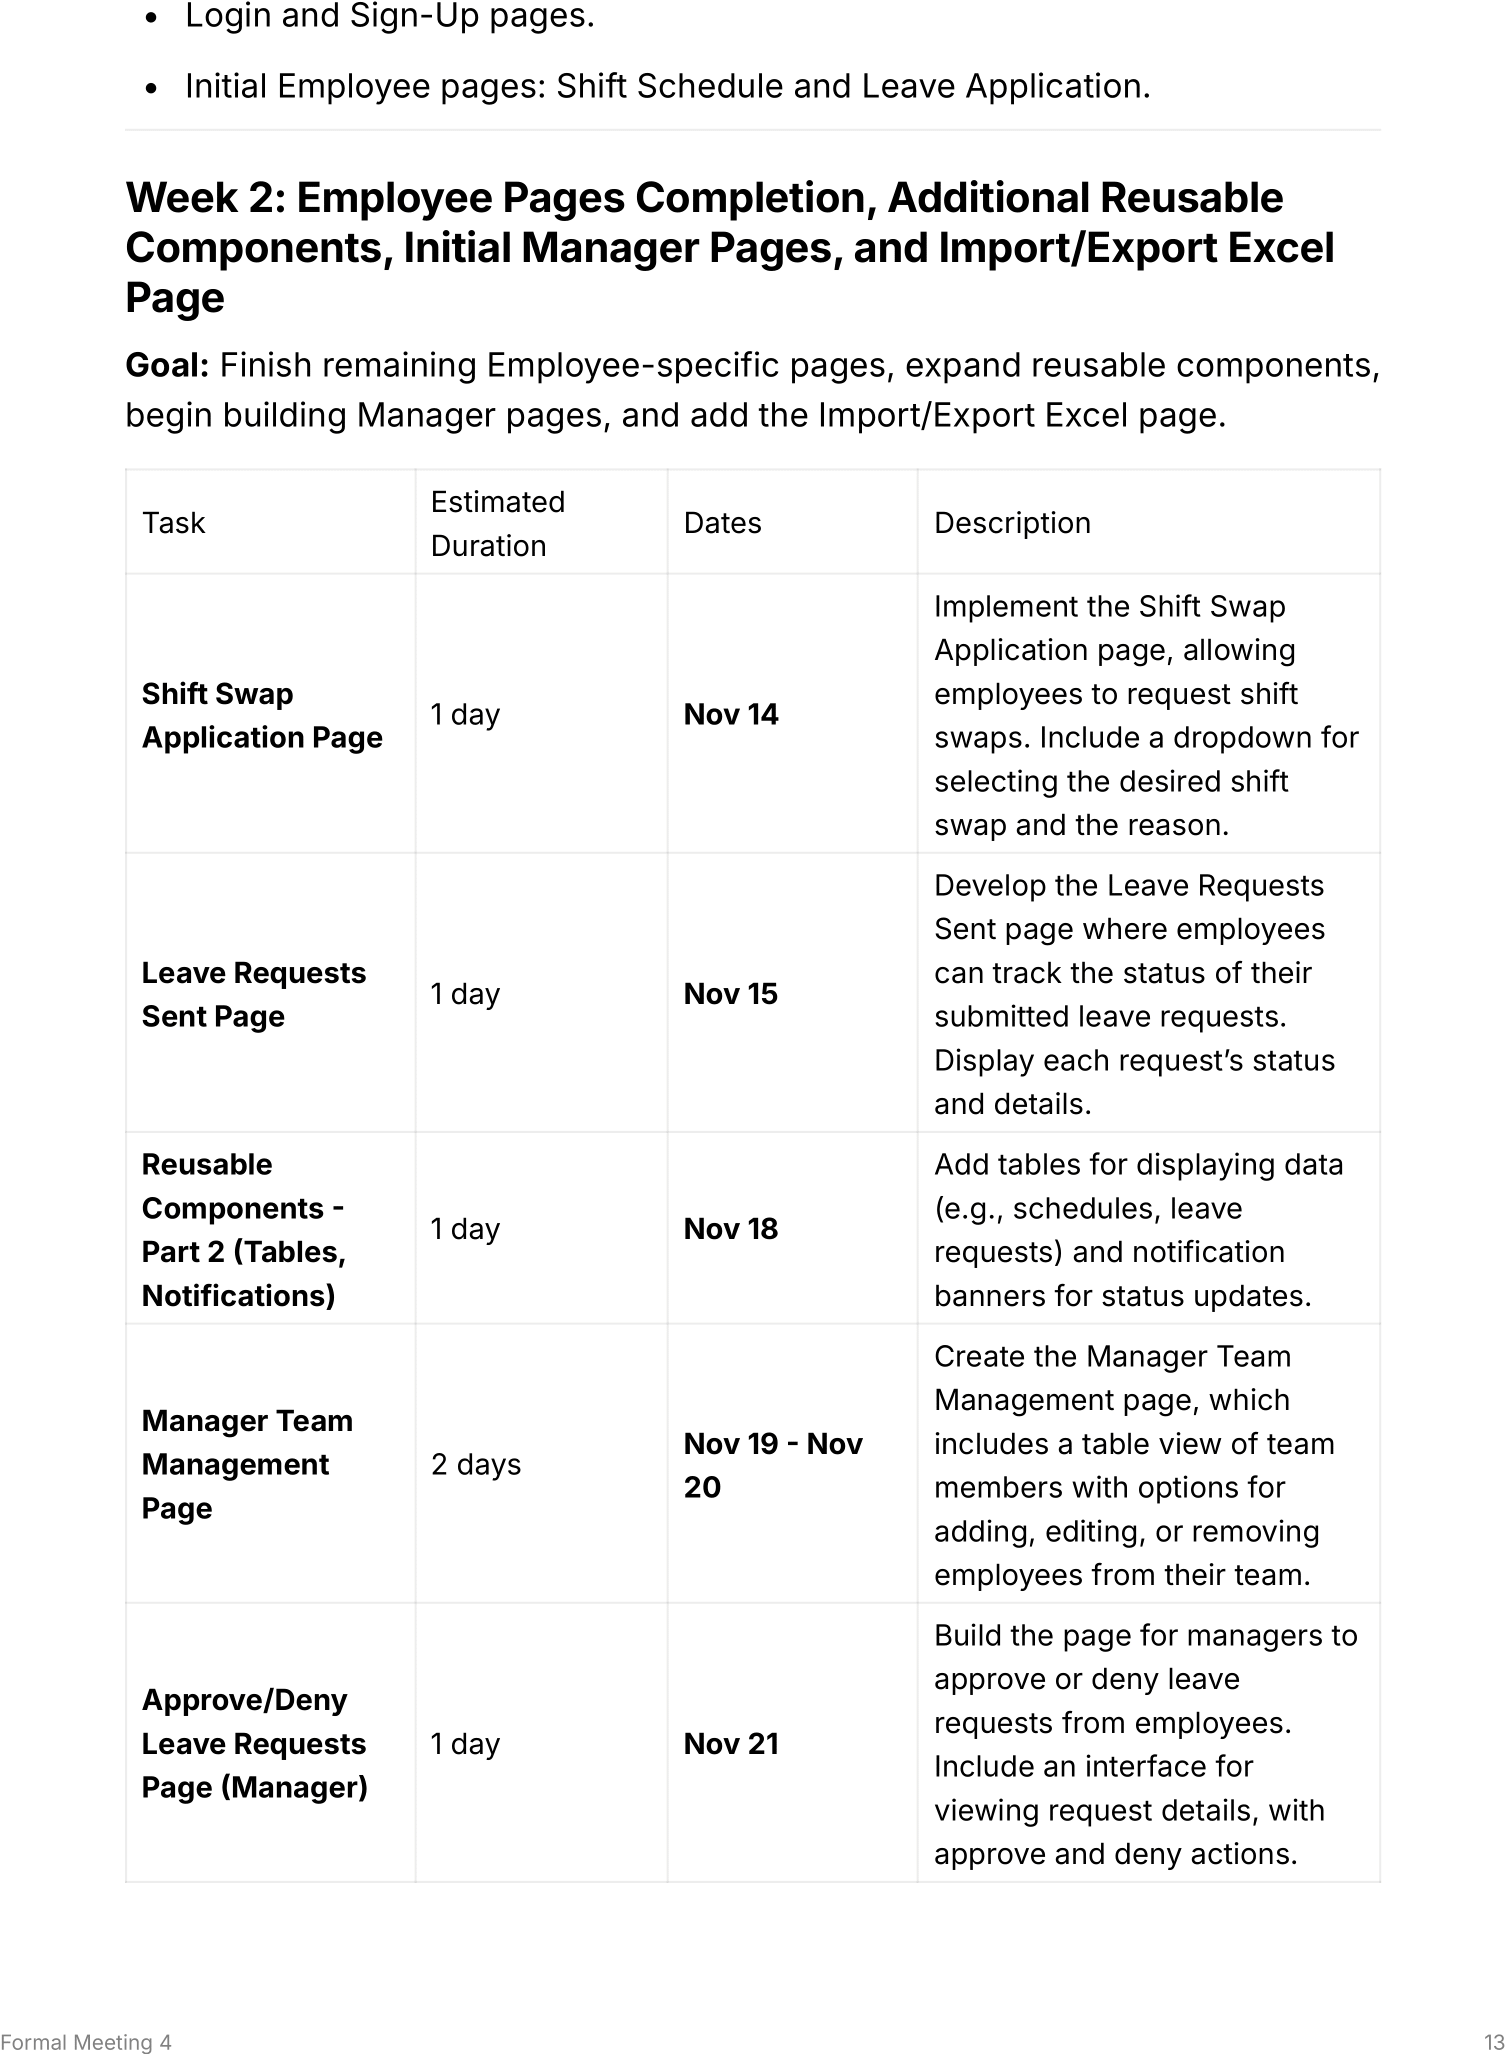 • Login and Sign-Up pages.
• Initial Employee pages: Shift Schedule and Leave Application.
Week 2: Employee Pages Completion, Additional Reusable
Components, Initial Manager Pages, and Import/Export Excel
Page
Goal: Finish remaining Employee-specific pages, expand reusable components,
begin building Manager pages, and add the Import/Export Excel page.
Task
Estimated
Duration
Dates
Description
Shift Swap
Application Page
1 day
Nov 14
Implement the Shift Swap
Application page, allowing
employees to request shift
swaps. Include a dropdown for
selecting the desired shift
swap and the reason.
Leave Requests
Sent Page
1 day
Nov 15
Develop the Leave Requests
Sent page where employees
can track the status of their
submitted leave requests.
Display each request’s status
and details.
Reusable
Components -
Part 2 (Tables,
Notifications)
1 day
Nov 18
Add tables for displaying data
(e.g., schedules, leave
requests) and notification
banners for status updates.
Manager Team
Management
Page
2 days
Nov 19 - Nov
20
Create the Manager Team
Management page, which
includes a table view of team
members with options for
adding, editing, or removing
employees from their team.
Approve/Deny
Leave Requests
Page (Manager)
1 day
Nov 21
Build the page for managers to
approve or deny leave
requests from employees.
Include an interface for
viewing request details, with
approve and deny actions.
Formal Meeting 4
13